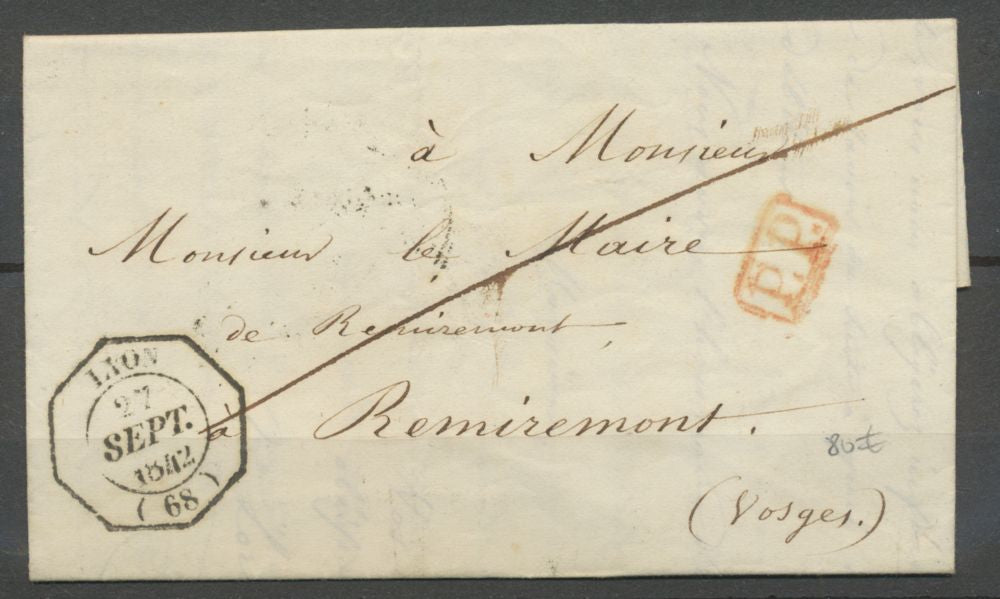 à Monsieur
Monsieur le Maire
de Remiremont,
à Remiremont.
(Vosges.)
P.P.
LYON
27
SEPT.
1842
(68)
80